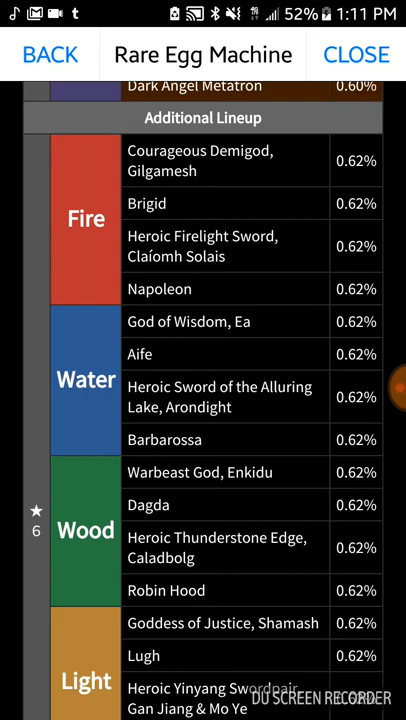 52% 1:11 PM
BACK Rare Egg Machine CLOSE
Dark Angel Metatron 0.60%
Additional Lineup
★
6
Fire
Courageous Demigod,
Gilgamesh 0.62%
Brigid 0.62%
Heroic Firelight Sword,
Claíomh Solais 0.62%
Napoleon 0.62%
Water
God of Wisdom, Ea 0.62%
Aife 0.62%
Heroic Sword of the Alluring
Lake, Arondight 0.62%
Barbarossa 0.62%
Wood
Warbeast God, Enkidu 0.62%
Dagda 0.62%
Heroic Thunderstone Edge,
Caladbolg 0.62%
Robin Hood 0.62%
Light
Goddess of Justice, Shamash 0.62%
Lugh 0.62%
Heroic Yinyang Swordpair,
Gan Jiang & Mo Ye
DU SCREEN RECORDER